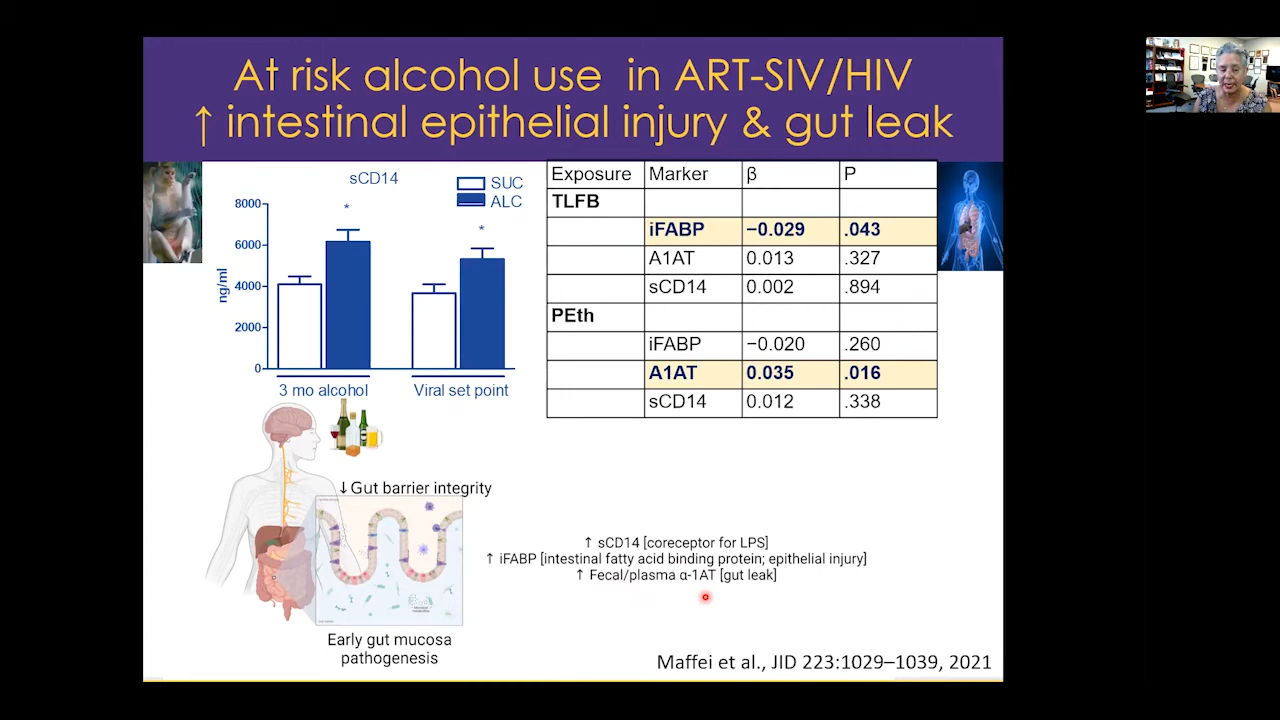 At risk alcohol use in ART-SIV/HIV
↑ intestinal epithelial injury & gut leak
sCD14
SUC
ALC
8000
6000
4000
2000
0
ng/ml
*
*
3 mo alcohol
Viral set point
Exposure Marker β P
TLFB
iFABP −0.029 .043
A1AT 0.013 .327
sCD14 0.002 .894
PEth
iFABP −0.020 .260
A1AT 0.035 .016
sCD14 0.012 .338
↓Gut barrier integrity
↑ sCD14 [coreceptor for LPS]
↑ iFABP [intestinal fatty acid binding protein; epithelial injury]
↑ Fecal/plasma α-1AT [gut leak]
Early gut mucosa
pathogenesis
Maffei et al., JID 223:1029–1039, 2021